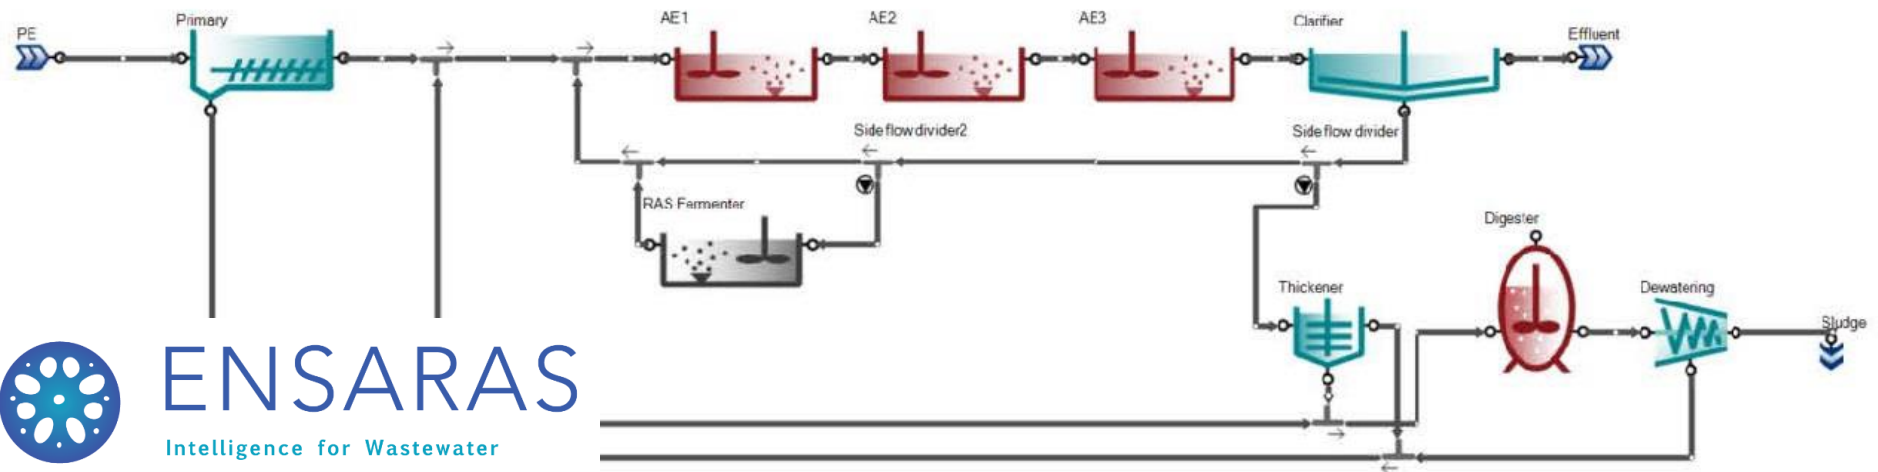 PE
Primary
AE1
AE2
AE3
Clarifier
Effluent
Side flow divider2
Side flow divider
RAS Fermenter
Digester
Thickener
Dewatering
Sludge
ENSARAS
Intelligence for Wastewater